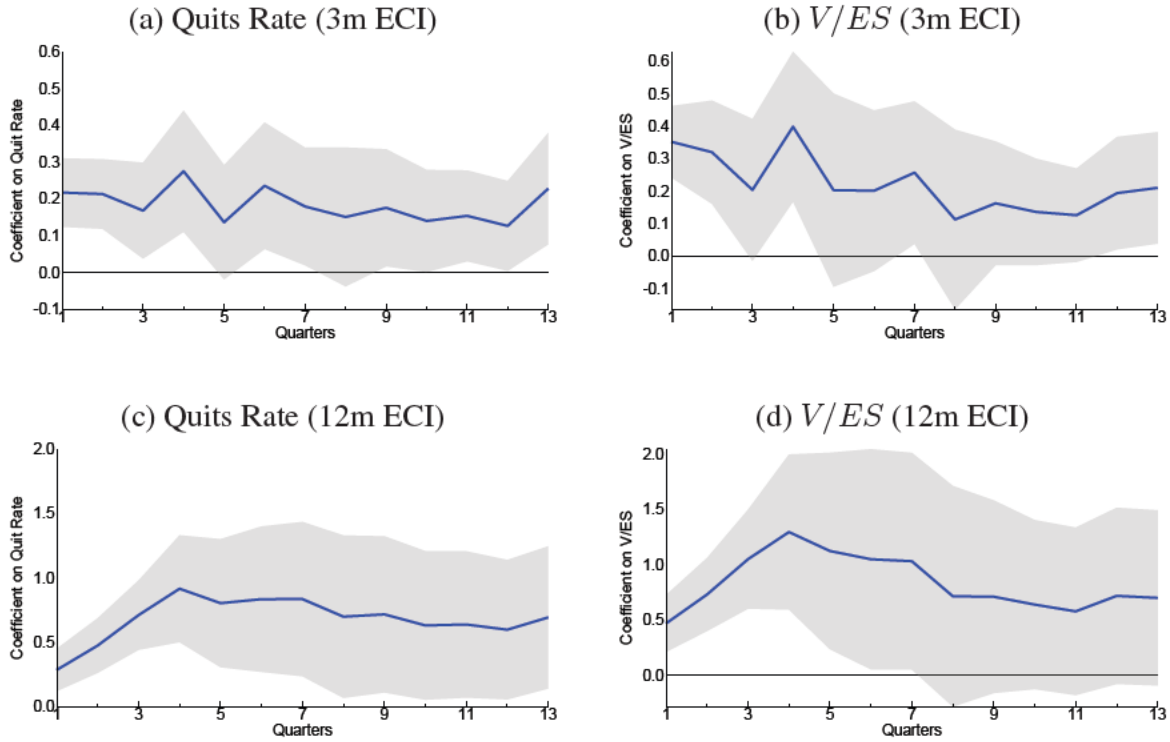 (a) Quits Rate (3m ECI)
Coefficient on Quit Rate
0.6
0.5
0.4
0.3
0.2
0.1
0.0
-0.1
1 3 5 7 9 11 13
Quarters
(b) V/ES (3m ECI)
Coefficient on V/ES
0.6
0.5
0.4
0.3
0.2
0.1
0.0
-0.1
1 3 5 7 9 11 13
Quarters
(c) Quits Rate (12m ECI)
Coefficient on Quit Rate
2.0
1.5
1.0
0.5
0.0
1 3 5 7 9 11 13
Quarters
(d) V/ES (12m ECI)
Coefficient on V/ES
2.0
1.5
1.0
0.5
0.0
1 3 5 7 9 11 13
Quarters